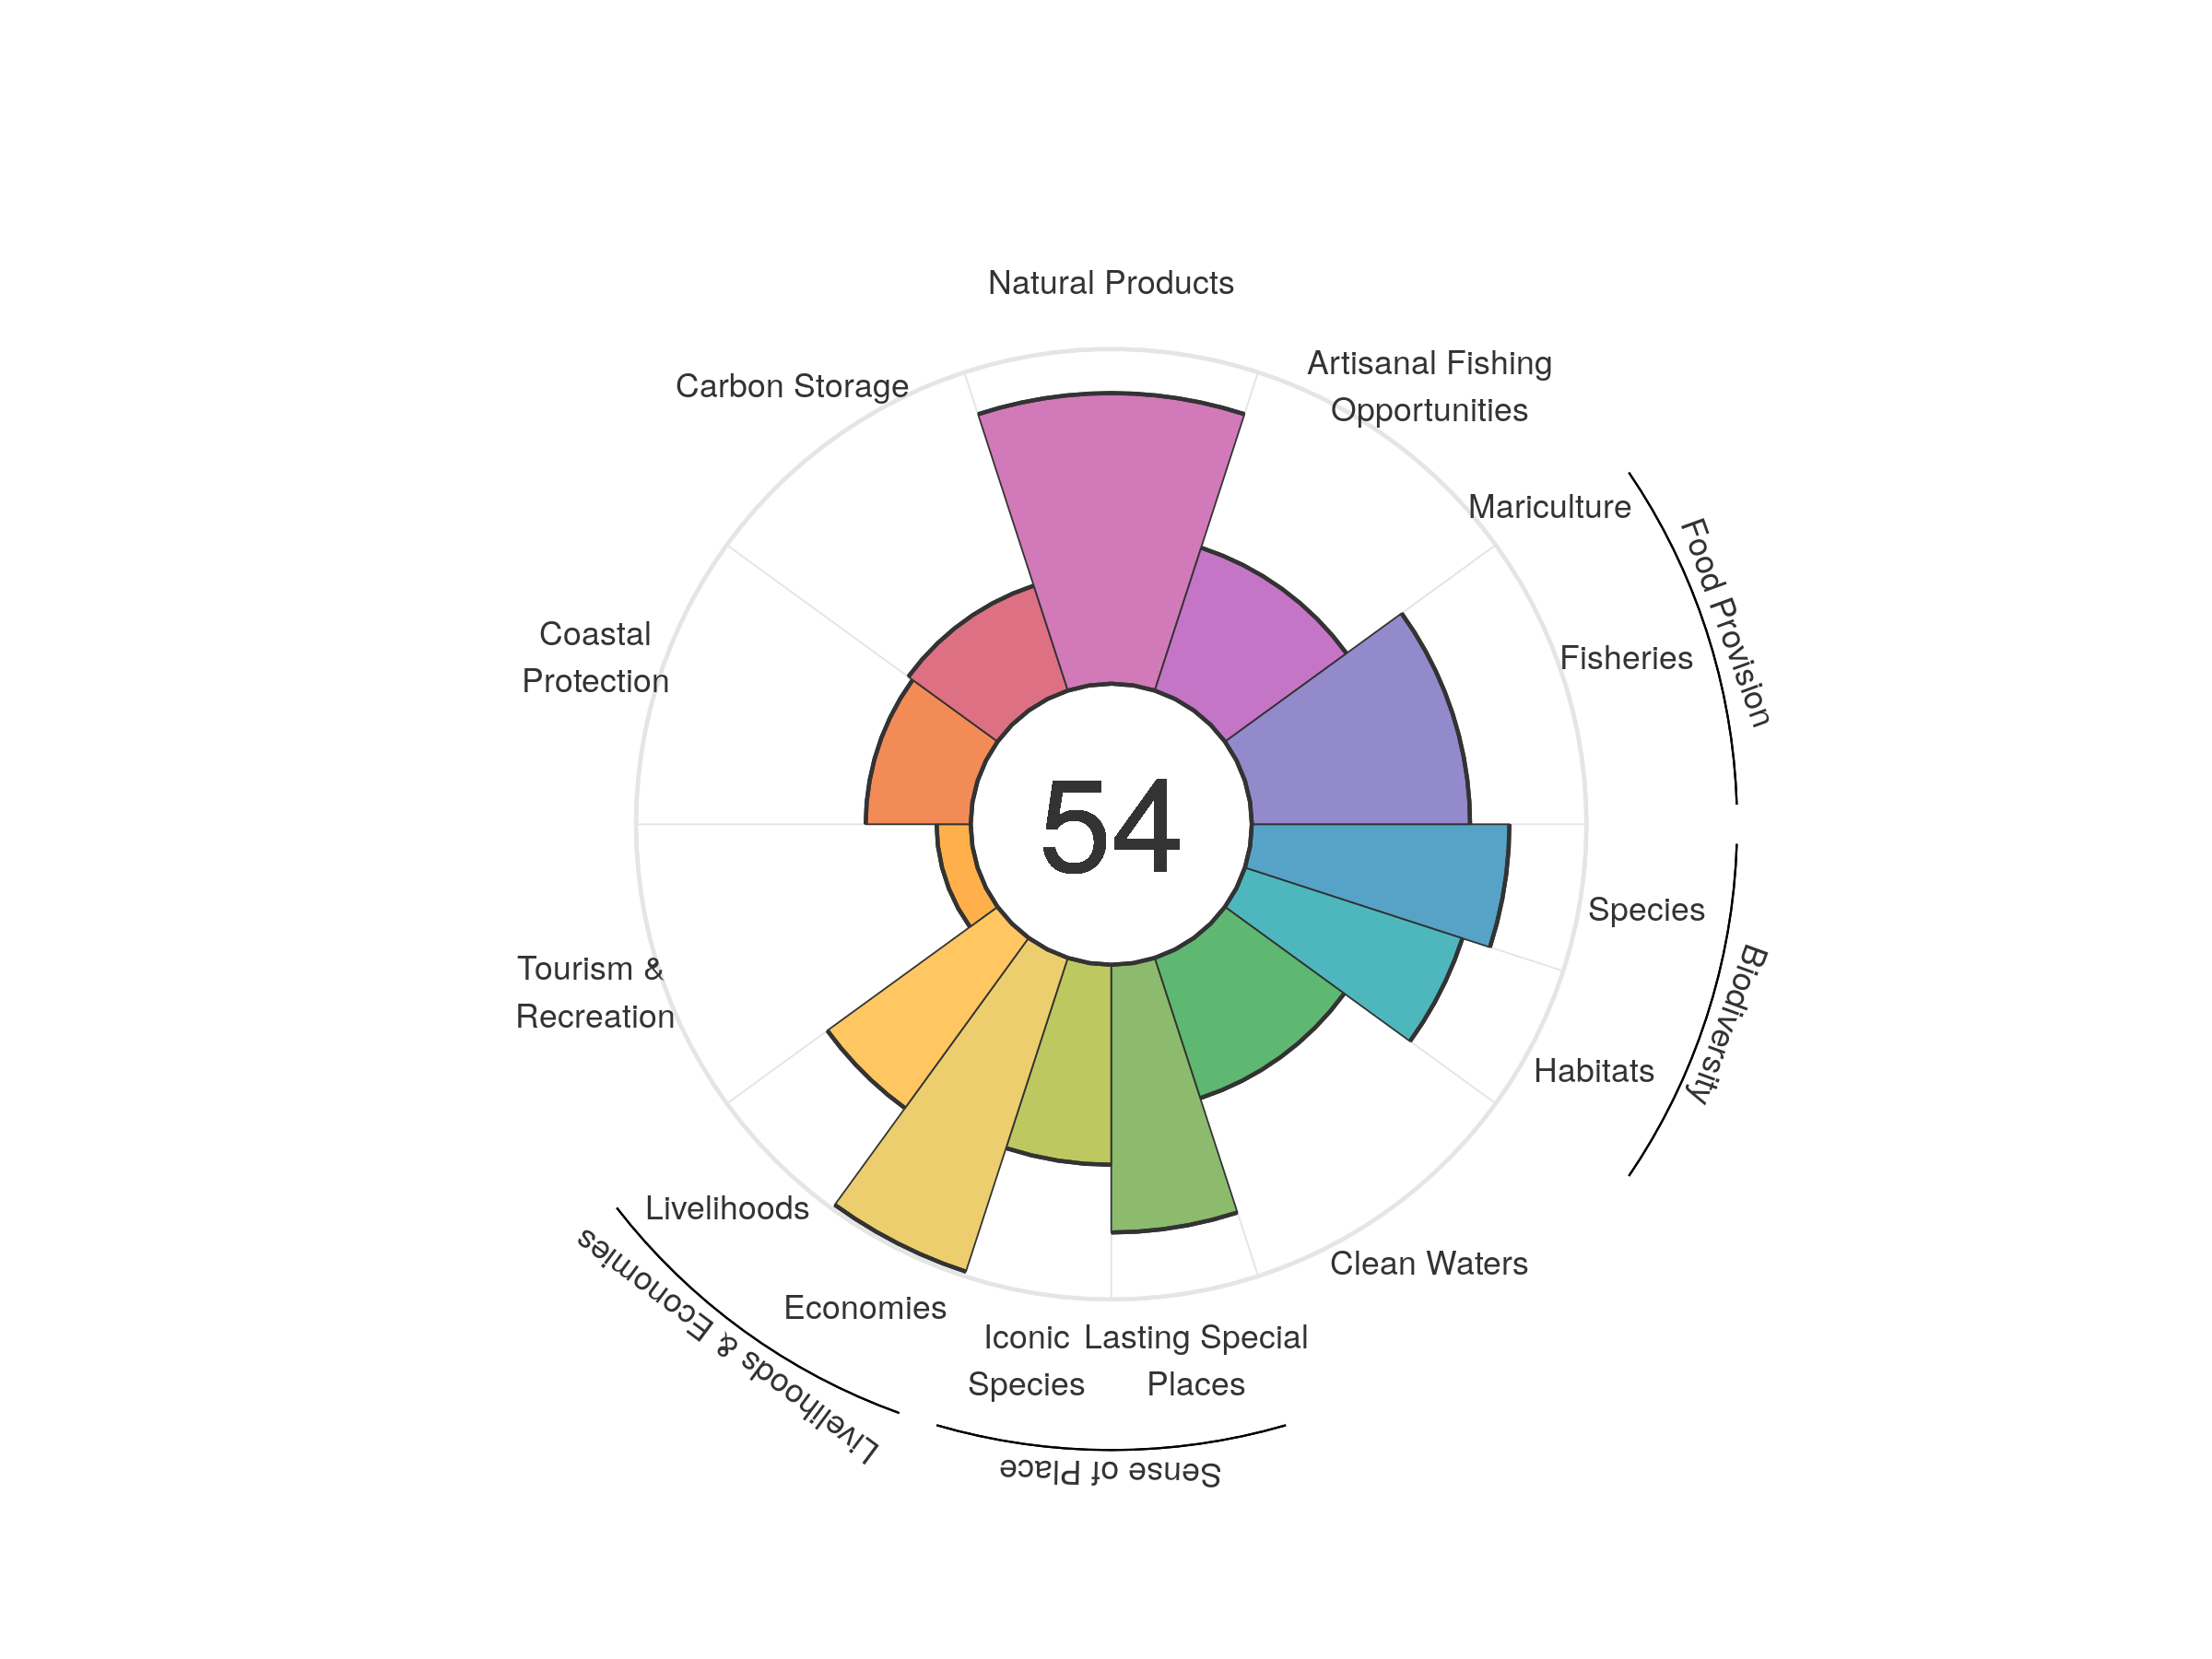 Natural Products
Artisanal Fishing
Opportunities
Carbon Storage
Mariculture
Food Provision
Fisheries
Coastal
Protection
54
Species
Biodiversity
Tourism &
Recreation
Habitats
Livelihoods
Clean Waters
Livelihoods & Economies
Economies
Iconic
Species
Lasting Special
Places
Sense of Place